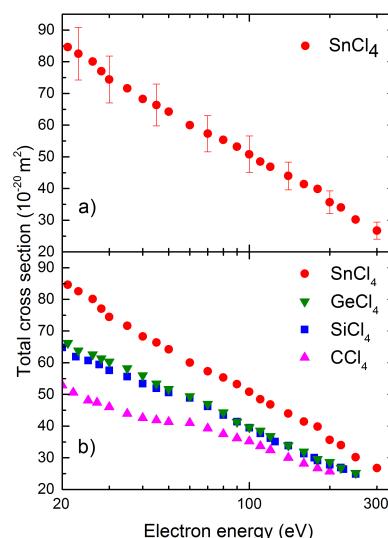 90
80
70
60
50
40
30
20
SnCl4
a)
Total cross section (10-20 m2)
90
80
70
60
50
40
30
20
SnCl4
GeCl4
SiCl4
CCl4
b)
20 100 300
Electron energy (eV)